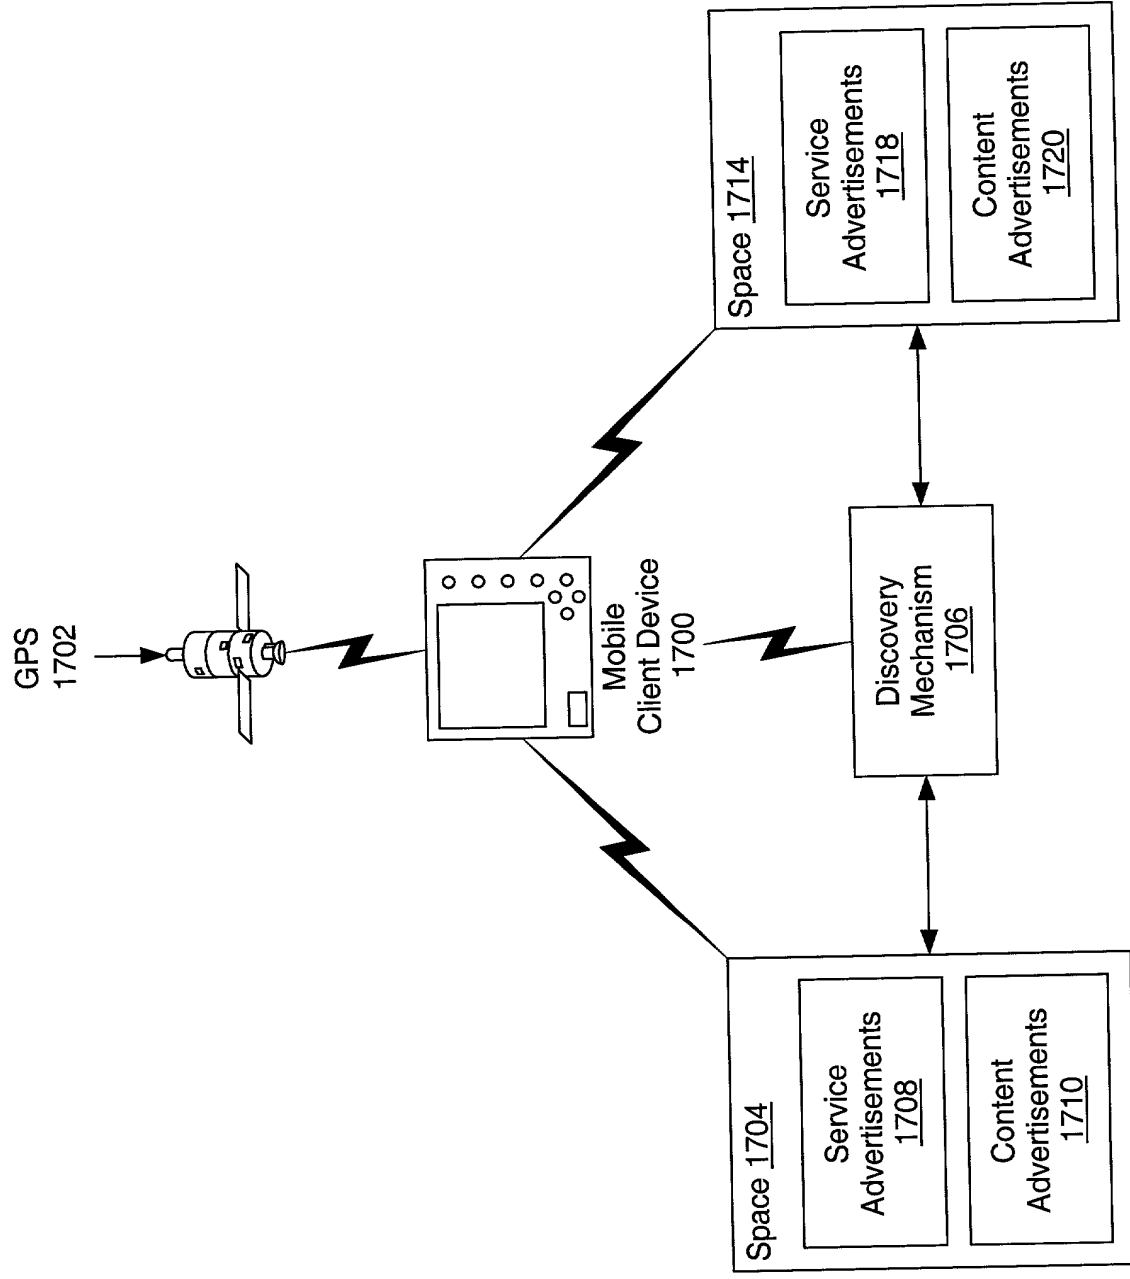 GPS
1702
Mobile
Client Device
1700
Discovery
Mechanism
1706
Space 1704
Service
Advertisements
1708
Content
Advertisements
1710
Space 1714
Service
Advertisements
1718
Content
Advertisements
1720